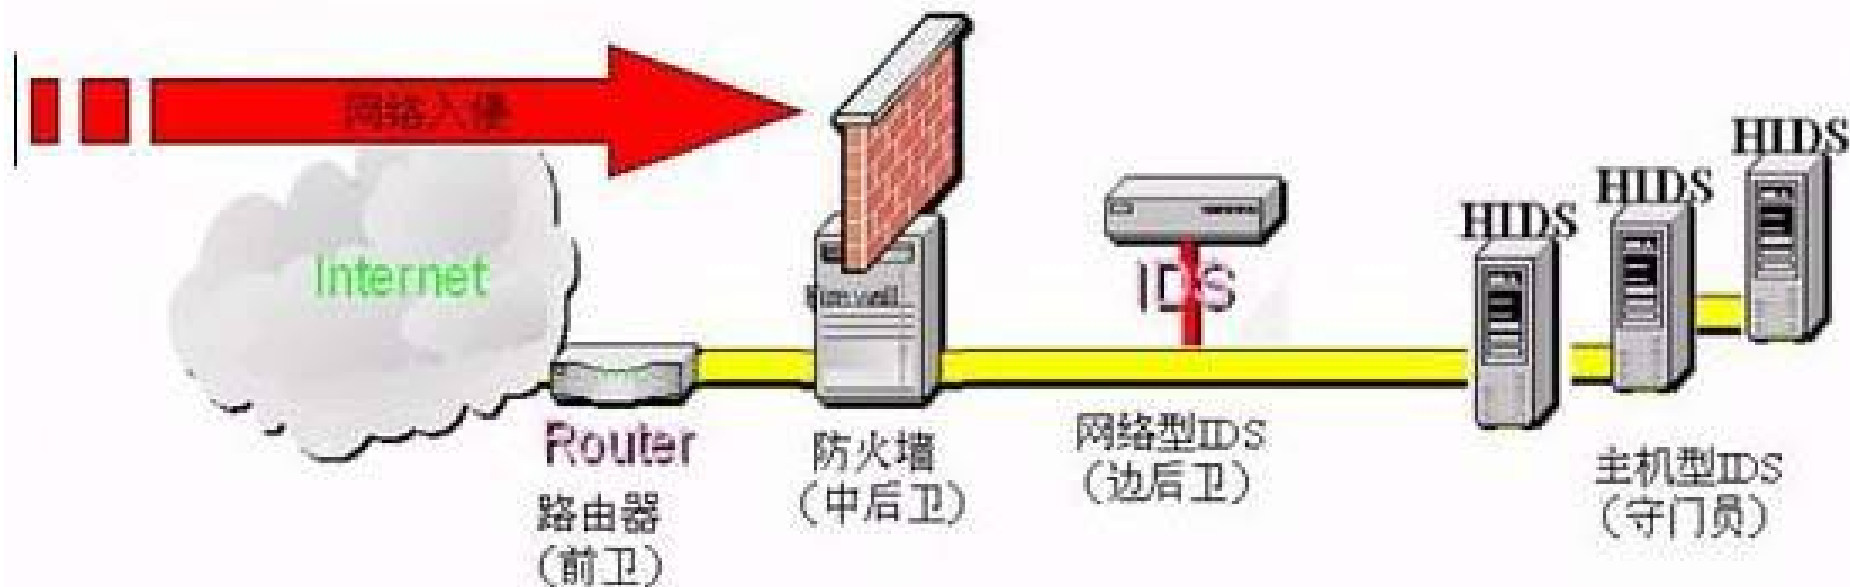 网络入侵
HIDS
HIDS
HIDS
Internet
IDS
Firewall
Router
路由器
(前卫)
防火墙
(中后卫)
网络型IDS
(边后卫)
主机型IDS
(守门员)